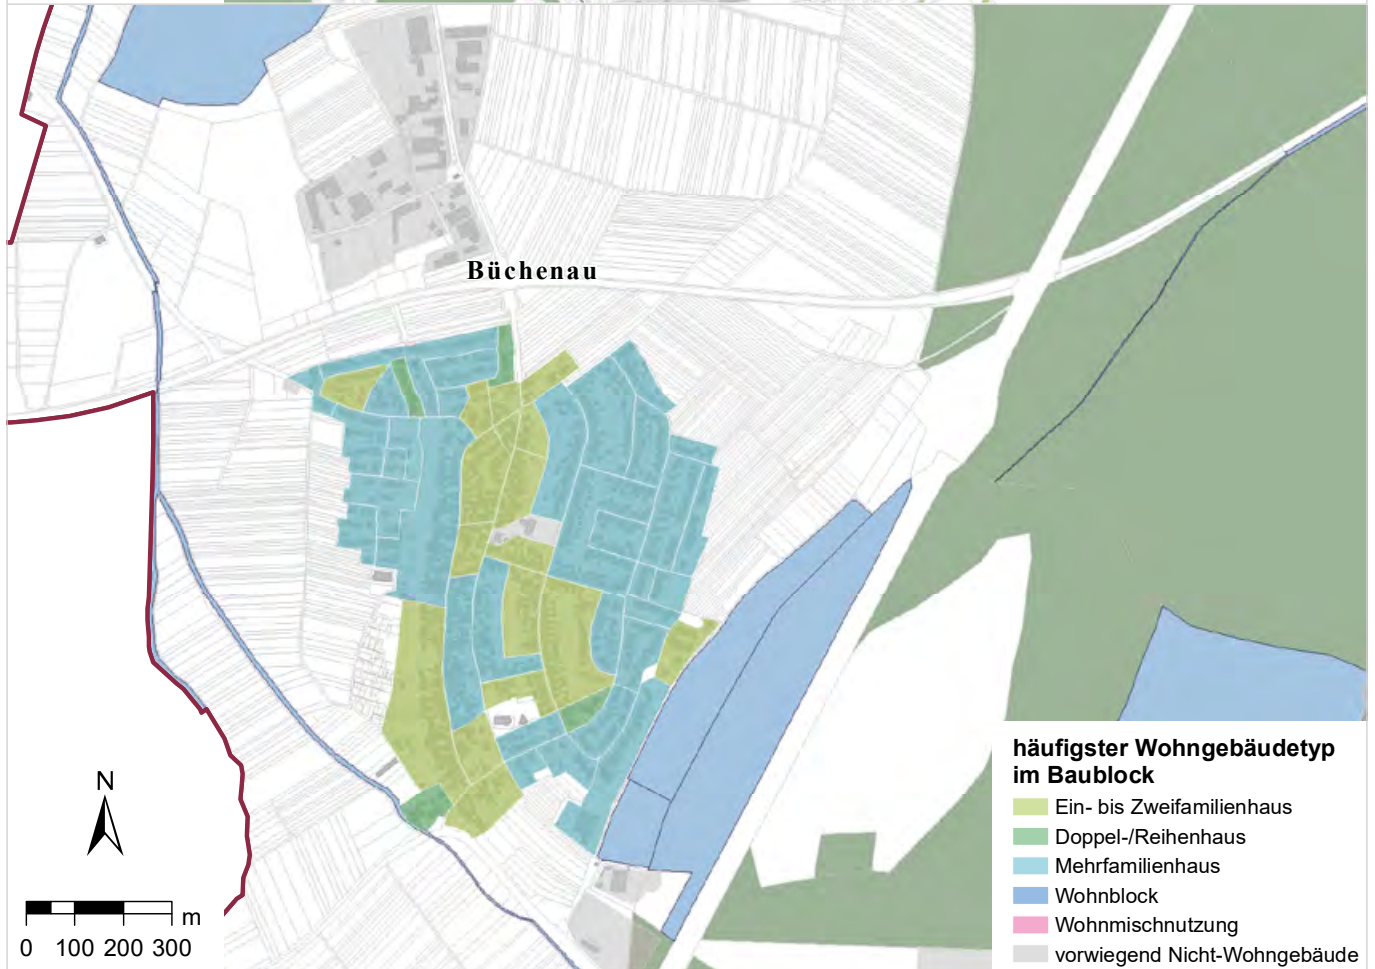 Büchenau
häufigster Wohngebäudetyp
im Baublock
Ein- bis Zweifamilienhaus
Doppel-/Reihenhaus
Mehrfamilienhaus
Wohnblock
Wohnmischnutzung
vorwiegend Nicht-Wohngebäude
N
m
0 100 200 300